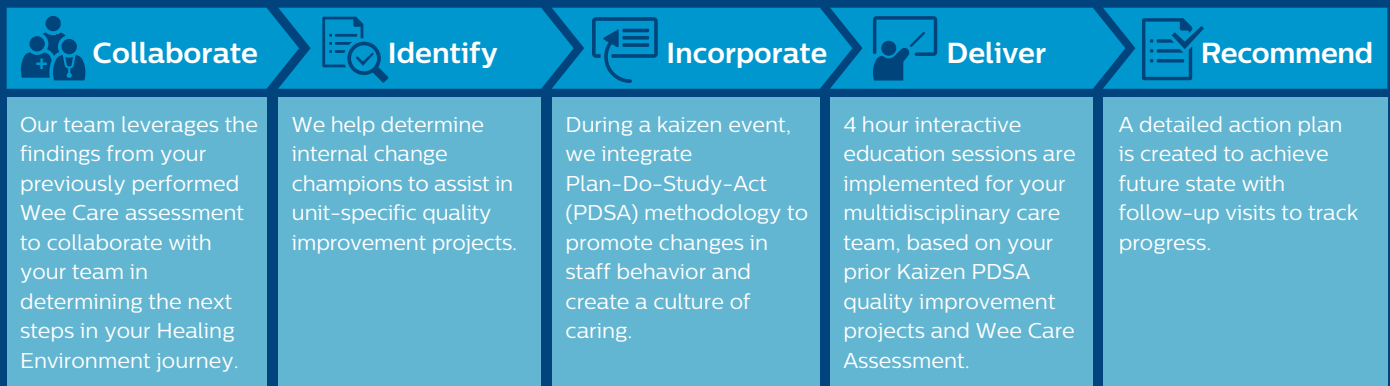 Collaborate
Our team leverages the
findings from your
previously performed
Wee Care assessment
to collaborate with
your team in
determining the next
steps in your Healing
Environment journey.
Identify
We help determine
internal change
champions to assist in
unit-specific quality
improvement projects.
Incorporate
During a kaizen event,
we integrate
Plan-Do-Study-Act
(PDSA) methodology to
promote changes in
staff behavior and
create a culture of
caring.
Deliver
4 hour interactive
education sessions are
implemented for your
multidisciplinary care
team, based on your
prior Kaizen PDSA
quality improvement
projects and Wee Care
Assessment.
Recommend
A detailed action plan
is created to achieve
future state with
follow-up visits to track
progress.